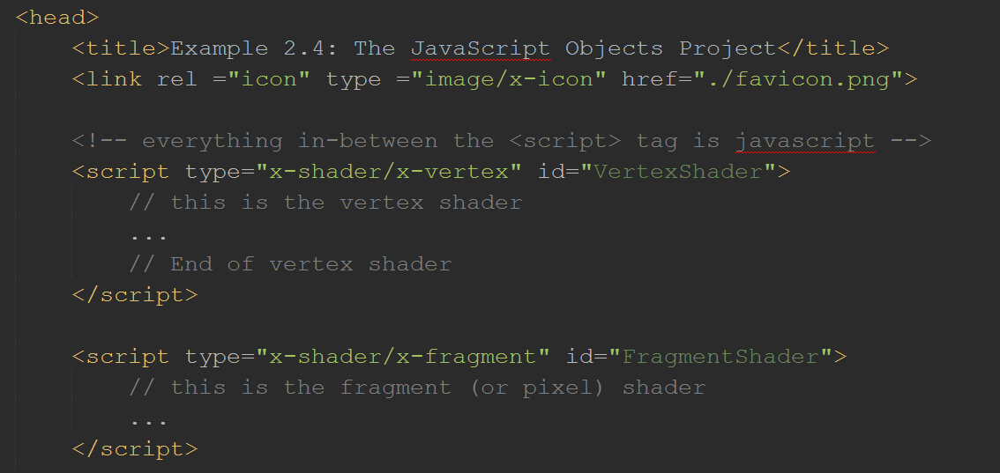 <head>
<title>Example 2.4: The JavaScript Objects Project</title>
<link rel ="icon" type ="image/x-icon" href="./favicon.png">
<!-- everything in-between the <script> tag is javascript -->
<script type="x-shader/x-vertex" id="VertexShader">
// this is the vertex shader
...
// End of vertex shader
</script>
<script type="x-shader/x-fragment" id="FragmentShader">
// this is the fragment (or pixel) shader
...
</script>